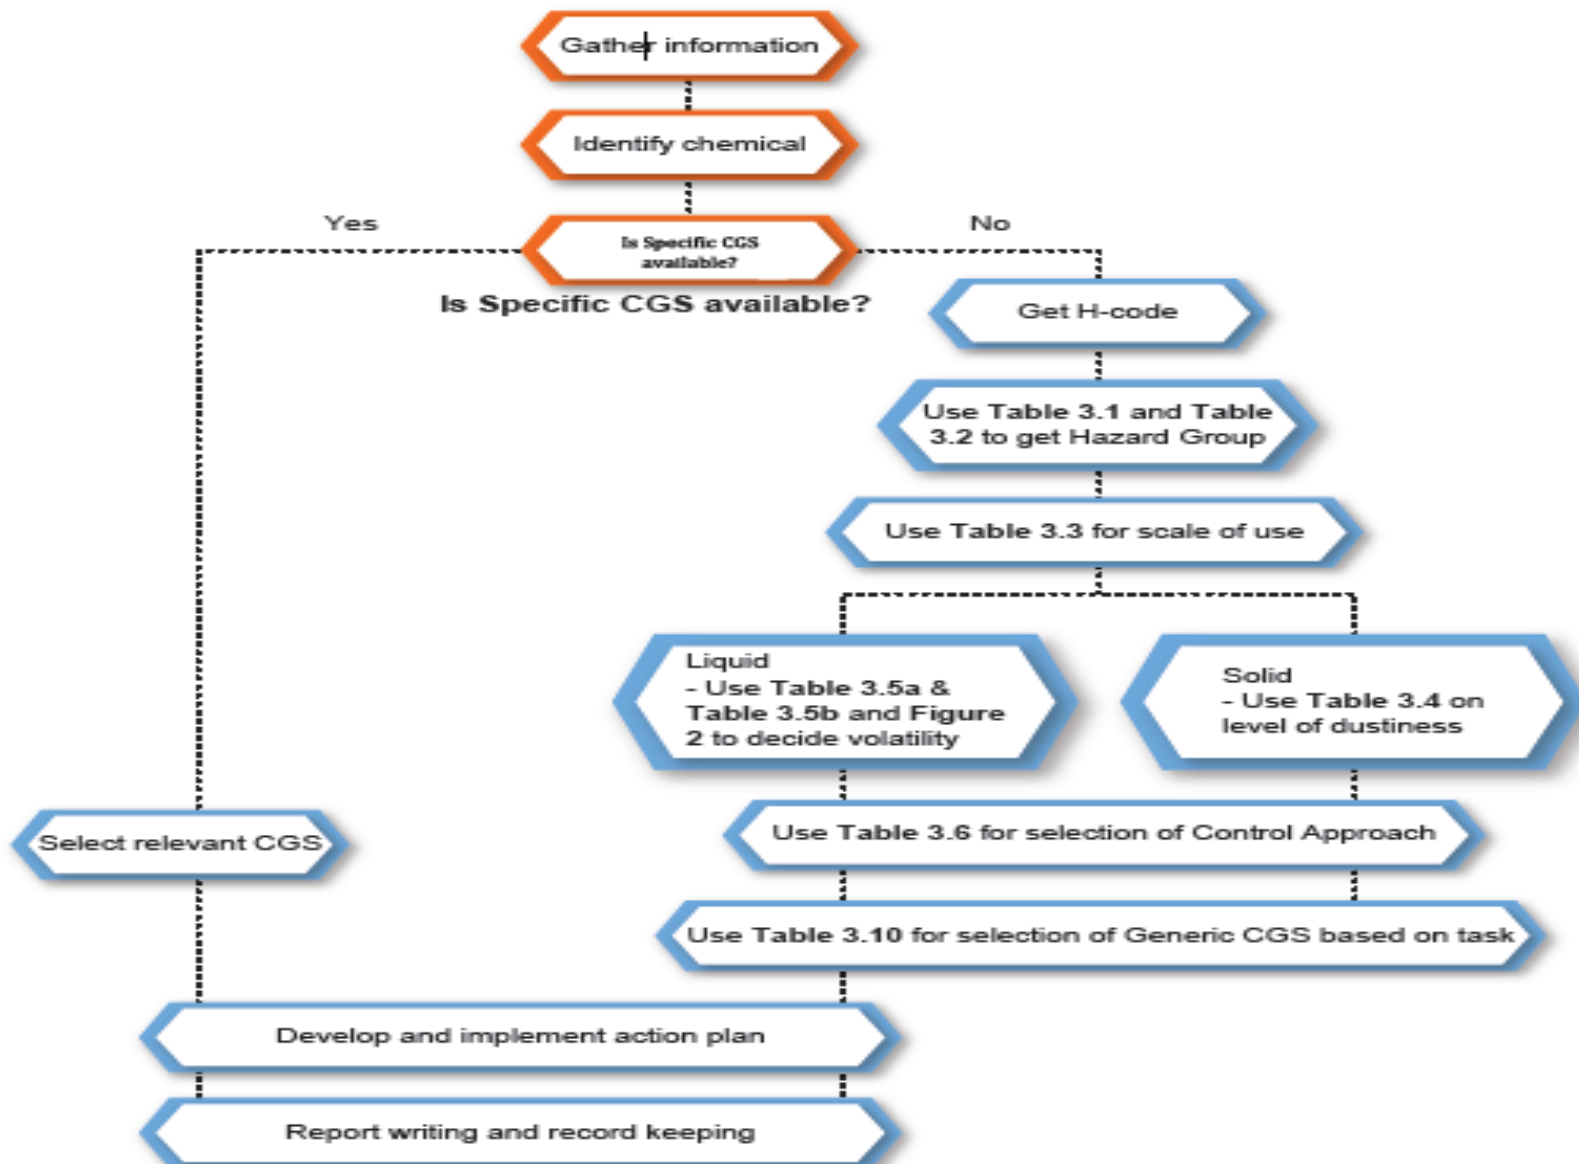 Gather information
Identify chemical
Yes
No
Is Specific CGS
available?
Is Specific CGS available?
Get H-code
Use Table 3.1 and Table
3.2 to get Hazard Group
Use Table 3.3 for scale of use
Liquid
- Use Table 3.5a &
Table 3.5b and Figure
2 to decide volatility
Solid
- Use Table 3.4 on
level of dustiness
Use Table 3.6 for selection of Control Approach
Select relevant CGS
Use Table 3.10 for selection of Generic CGS based on task
Develop and implement action plan
Report writing and record keeping